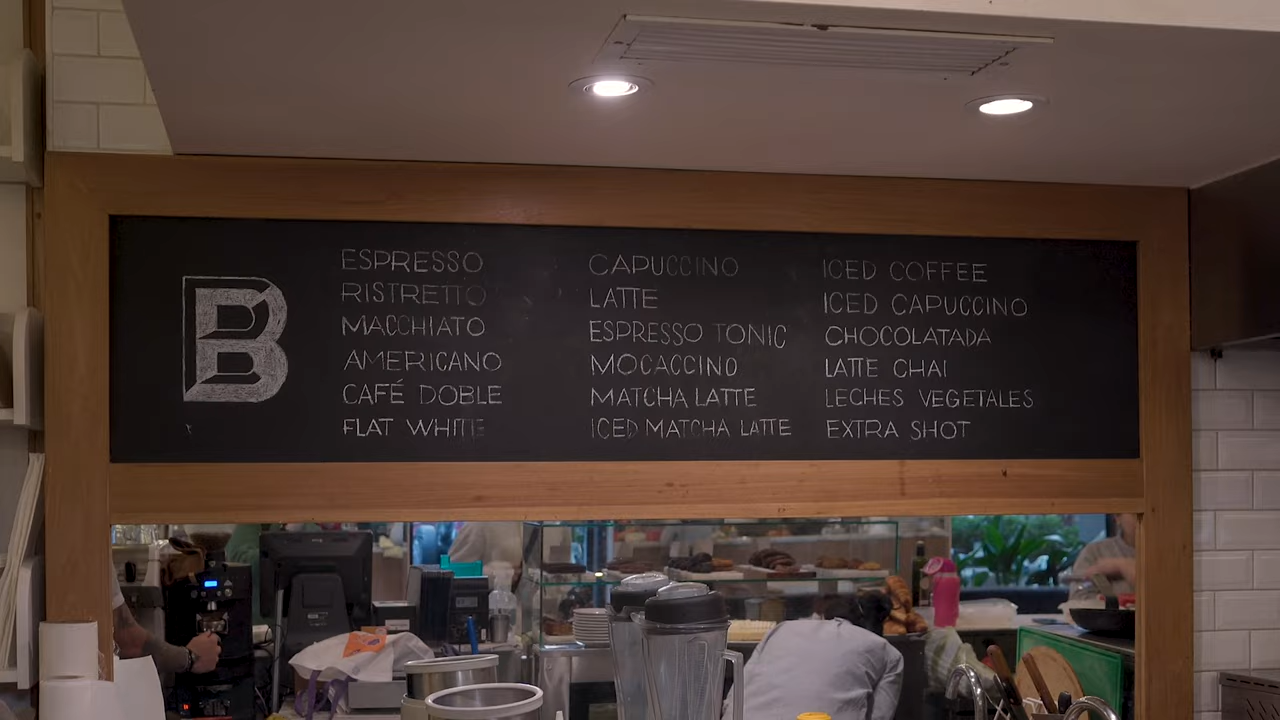 B
ESPRESSO
RISTRETTO
MACCHIATO
AMERICANO
CAFÉ DOBLE
FLAT WHITE
CAPUCCINO
LATTE
ESPRESSO TONIC
MOCACCINO
MATCHA LATTE
ICED MATCHA LATTE
ICED COFFEE
ICED CAPUCCINO
CHOCOLATADA
LATTE CHAI
LECHES VEGETALES
EXTRA SHOT